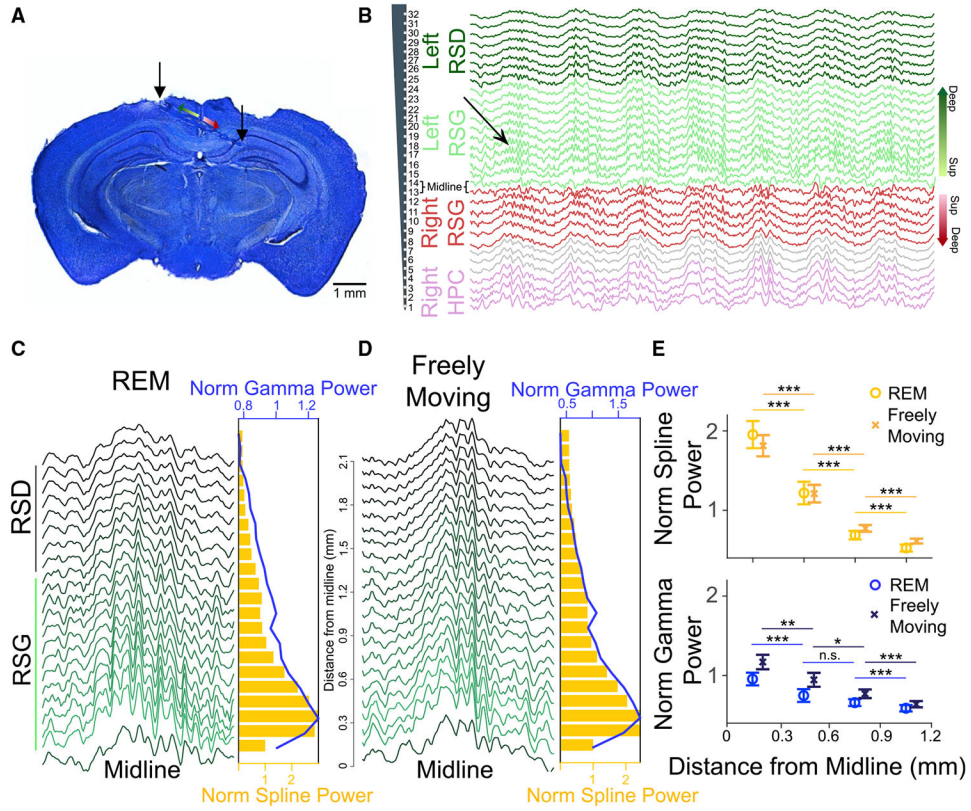 A
1 mm
B
32
31
30
29
28
27
26
25
24
23
22
21
20
19
18
17
16
15
14
13
12
11
10
9
8
7
6
5
4
3
2
1
Left
RSD
Left
RSG
Midline
Right
RSG
Right
HPC
Deep
Sup
Sup
Deep
C
REM
Norm Gamma Power
0.8 1 1.2
RSD
RSG
Midline
1 2
Norm Spline Power
D
Freely
Moving
Norm Gamma Power
0.5 1.5
2.1
1.8
1.5
1.2
0.9
0.6
0.3
0
Distance from midline (mm)
Midline
1 2
Norm Spline Power
E
REM
Freely
Moving
Norm Spline
Power
2
1
***
***
***
***
***
***
REM
Freely
Moving
Norm Gamma
Power
2
1
**
***
*
n.s.
***
***
0 0.3 0.6 0.9 1.2
Distance from Midline (mm)